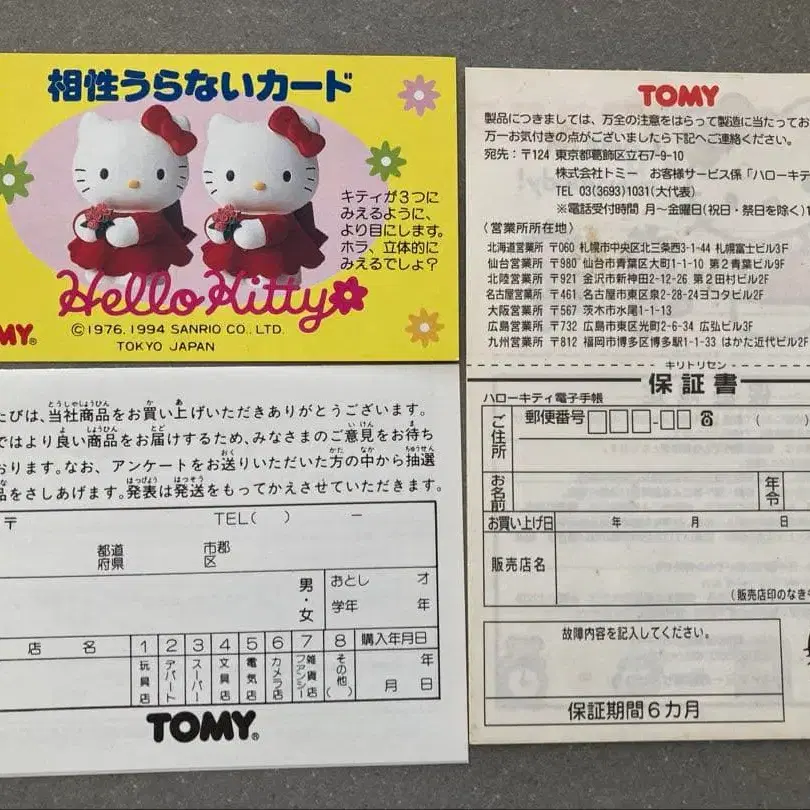 相性うらないカード
キティが3つに
みえるように、
より目にします。
ホラ、立体的に
みえるでしょ?
Hello Kitty
MY®
©1976, 1994 SANRIO CO., LTD.
TOKYO JAPAN
たびは、当社商品をお買い上げいただきありがとうございます。
ではより良い商品をお届けするため、みなさまのご意見をお待ち
おります。なお、アンケートをお送りいただいた方の中から抽選
品をさしあげます。発表は発送をもってかえさせていただきます。
〒 TEL( ) −
都道府県 市郡区
男・女 おとし 才
学年 年
店名 1 2 3 4 5 6 7 8 購入年月日
玩具店 デパート スーパー 文具店 電気店 カメラ店 雑貨店ファンシー その他( ) 年 月 日
TOMY®
TOMY
製品につきましては、万全の注意をはらって製造に当たってお
万一お気付きの点がございましたら下記へご連絡ください。
宛先:〒124 東京都葛飾区立石7-9-10
株式会社トミー お客様サービス係「ハローキテ
TEL 03(3693)1031(大代表)
※電話受付時間 月〜金曜日(祝日・祭日を除く)1
〈営業所所在地〉
北海道営業所 〒060 札幌市中央区北三条西3-1-44 札幌富士ビル3F
仙台営業所 〒980 仙台市青葉区大町1-1-10 第2青葉ビル9F
北陸営業所 〒921 金沢市新神田2-12-26 第2田村ビル2F
名古屋営業所 〒461 名古屋市東区泉2-28-24ヨコタビル2F
大阪営業所 〒567 茨木市水尾1-1-13
広島営業所 〒732 広島市東区光町2-6-34 広弘ビル3F
九州営業所 〒812 福岡市博多区博多駅1-1-33 はかた近代ビル2F
キリトリセン
保証書
ハローキティ電子手帳
ご住所 郵便番号□□□-□□ ☎ ( )
お名前 年令
お買い上げ日 年 月 日
販売店名
(販売店印のなき
故障内容を記入してください。
保証期間6カ月